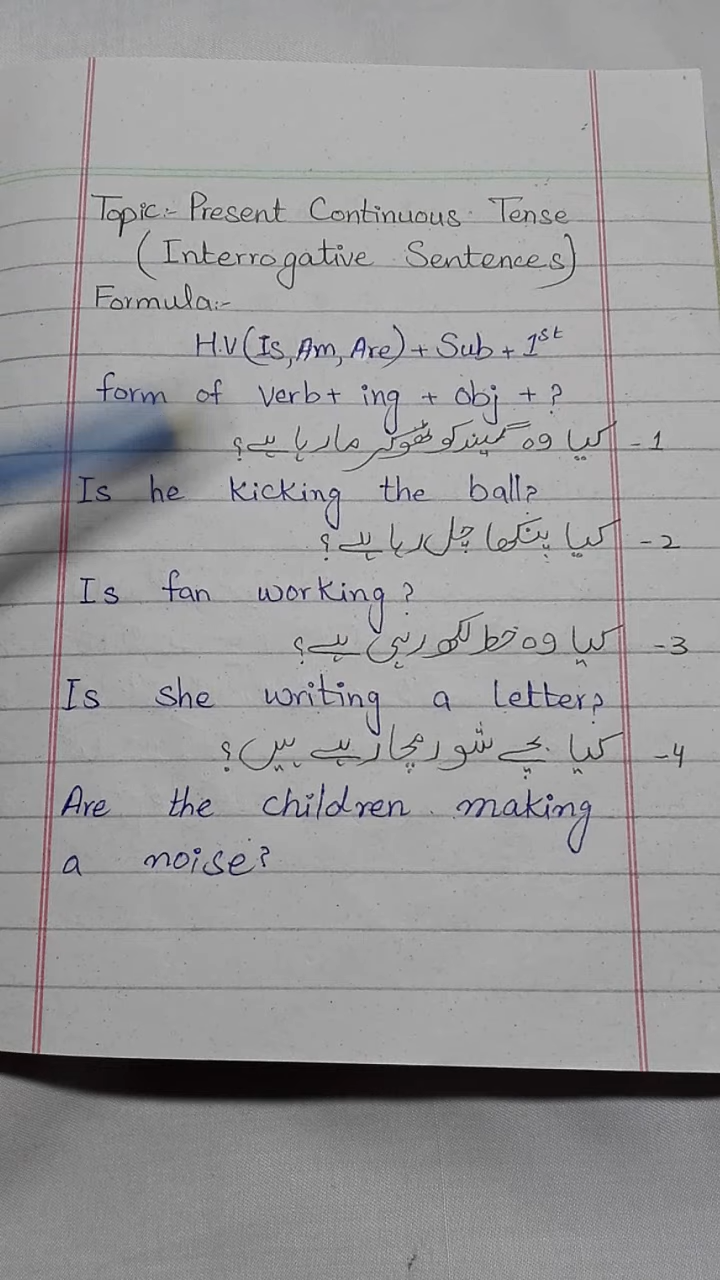 Topic:- Present Continuous Tense
(Interrogative Sentences)
Formula:-
H.V(Is, Am, Are) + Sub + 1st
form of verb + ing + obj + ?
1- کیا وہ گیند کو ٹھوکر مار رہا ہے؟
Is he kicking the ball?
2- کیا پنکھا چل رہا ہے؟
Is fan working?
3- کیا وہ خط لکھ رہی ہے؟
Is she writing a letter?
4- کیا بچے شور مچا رہے ہیں؟
Are the children making
a noise?